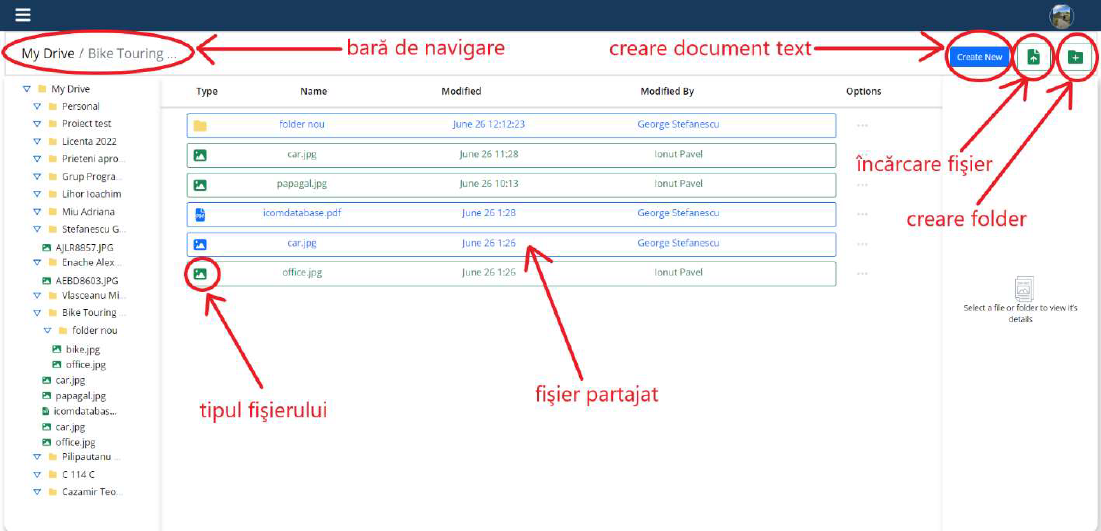 My Drive / Bike Touring ...
bară de navigare
creare document text
Create New
My Drive
Personal
Proiect test
Licenta 2022
Prieteni apro...
Grup Progra...
Lihor Ioachim
Miu Adriana
Stefanescu G...
AJLR8857.JPG
Enache Alex...
AEBD8603.JPG
Vlasceanu Mi...
Bike Touring ...
folder nou
bike.jpg
office.jpg
car.jpg
papagal.jpg
icomdatabas...
car.jpg
office.jpg
Pilipautanu ...
C 114 C
Cazamir Teo...
Type Name Modified Modified By Options
folder nou June 26 12:12:23 George Stefanescu ...
car.jpg June 26 11:28 Ionut Pavel
papagal.jpg June 26 10:13 Ionut Pavel ...
icomdatabase.pdf June 26 1:28 George Stefanescu ...
car.jpg June 26 1:26 George Stefanescu ...
office.jpg June 26 1:26 Ionut Pavel ...
încărcare fişier
creare folder
Select a file or folder to view it's
details
tipul fişierului
fişier partajat